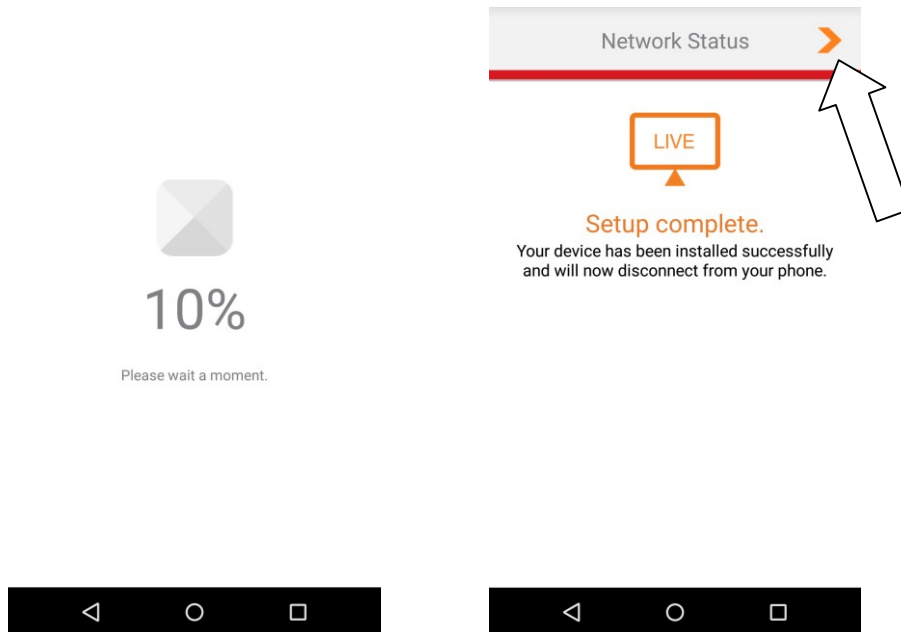 10%
Please wait a moment.
Network Status
LIVE
Setup complete.
Your device has been installed successfully
and will now disconnect from your phone.